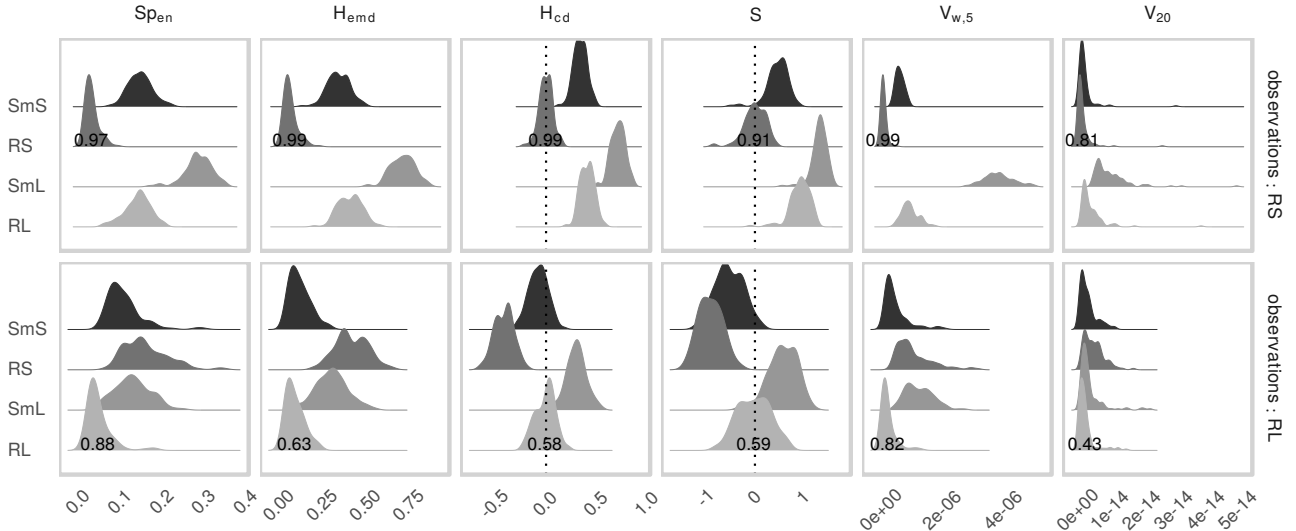 Sp_en H_emd H_cd S V_w,5 V_20
SmS
RS
SmL
RL
0.97 0.99 0.99 0.91 0.99 0.81
observations : RS
SmS
RS
SmL
RL
0.88 0.63 0.58 0.59 0.82 0.43
observations : RL
0.0 0.1 0.2 0.3 0.4 0.00 0.25 0.50 0.75 -0.5 0.0 0.5 1.0 -1 0 1 0e+00 2e-06 4e-06 0e+00 1e-14 2e-14 3e-14 4e-14 5e-14